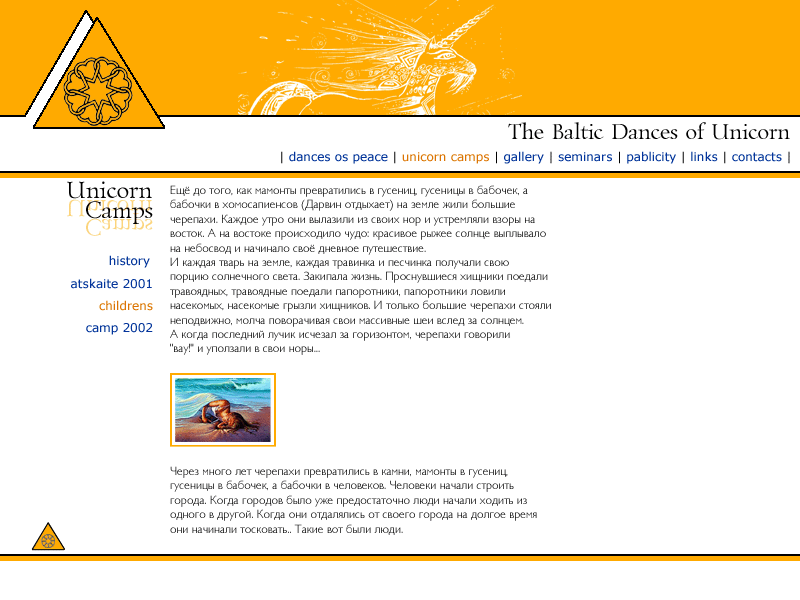 The Baltic Dances of Unicorn
| dances os peace | unicorn camps | gallery | seminars | pablicity | links | contacts |
Unicorn
Camps
history
atskaite 2001
childrens
camp 2002
Ещё до того, как мамонты превратились в гусениц, гусеницы в бабочек, а
бабочки в хомосапиенсов (Дарвин отдыхает) на земле жили большие
черепахи. Каждое утро они вылазили из своих нор и устремляли взоры на
восток. А на востоке происходило чудо: красивое рыжее солнце выплывало
на небосвод и начинало своё дневное путешествие.
И каждая тварь на земле, каждая травинка и песчинка получали свою
порцию солнечного света. Закипала жизнь. Проснувшиеся хищники поедали
травоядных, травоядные поедали папоротники, папоротники ловили
насекомых, насекомые грызли хищников. И только большие черепахи стояли
неподвижно, молча поворачивая свои массивные шеи вслед за солнцем.
А когда последний лучик исчезал за горизонтом, черепахи говорили
"вау!" и уползали в свои норы...
Через много лет черепахи превратились в камни, мамонты в гусениц,
гусеницы в бабочек, а бабочки в человеков. Человеки начали строить
города. Когда городов было уже предостаточно люди начали ходить из
одного в другой. Когда они отдалялись от своего города на долгое время
они начинали тосковать.. Такие вот были люди.